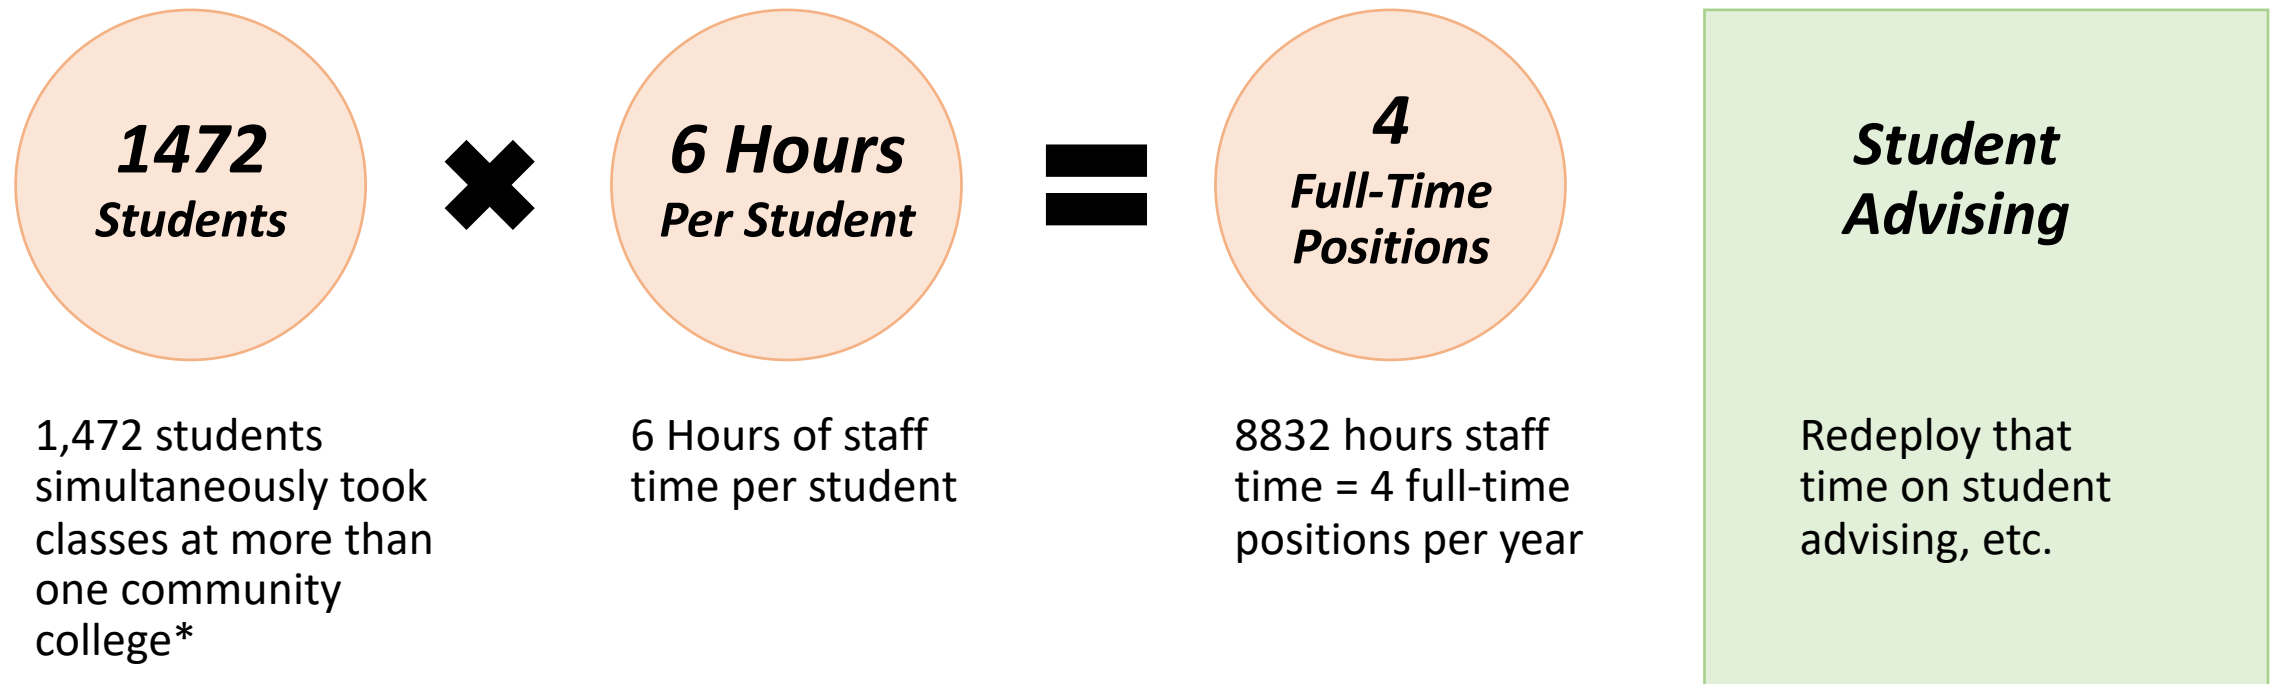 1472
Students
6 Hours
Per Student
4
Full-Time
Positions
Student
Advising
1,472 students
simultaneously took
classes at more than
one community
college*
6 Hours of staff
time per student
8832 hours staff
time = 4 full-time
positions per year
Redeploy that
time on student
advising, etc.